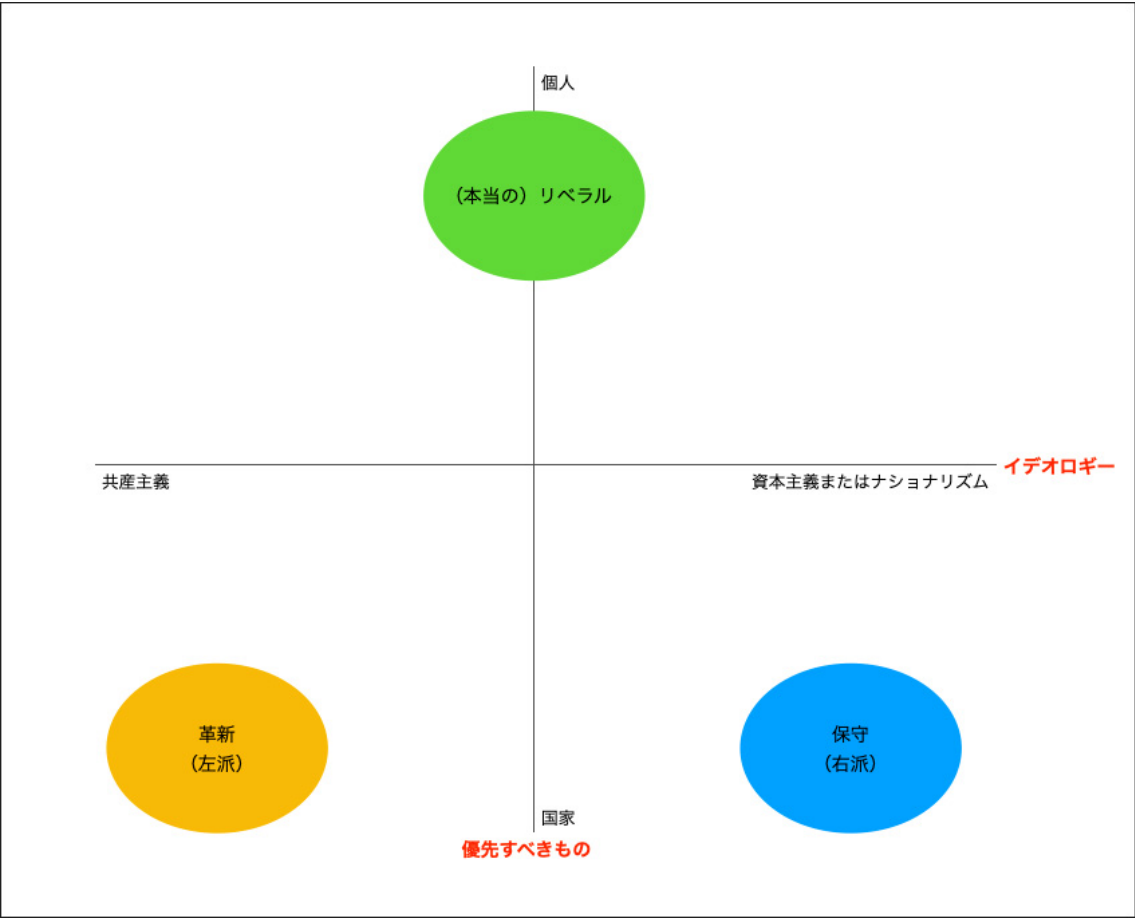 個人
（本当の）リベラル
イデオロギー
共産主義
資本主義またはナショナリズム
革新
（左派）
保守
（右派）
国家
優先すべきもの